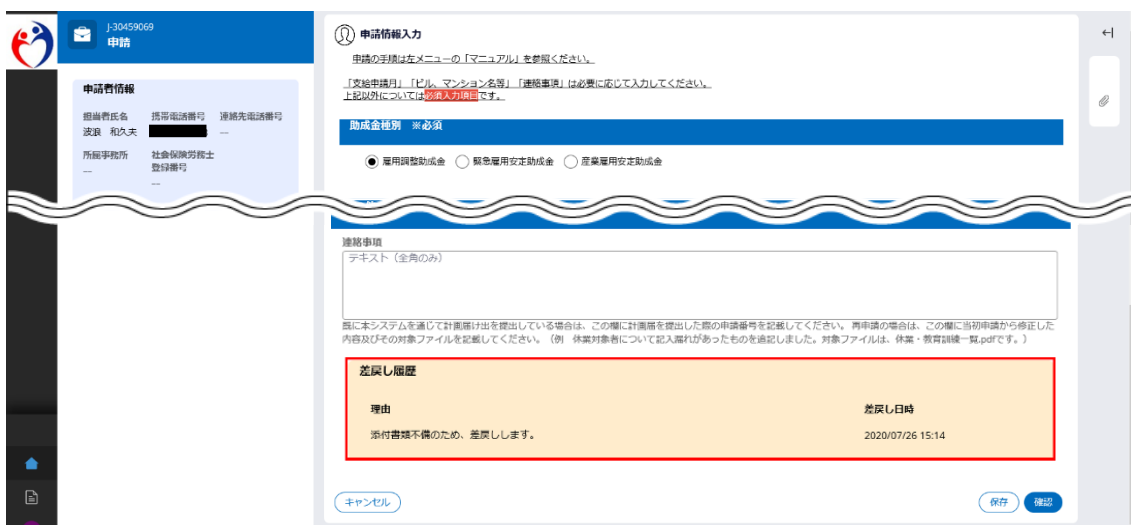 J-30459069
申請
申請者情報
担当者氏名 携帯電話番号 連絡先電話番号
波浪 和久夫 ---
所属事務所 社会保険労務士
登録番号
---
---
申請情報入力
申請の手順は左メニューの「マニュアル」を参照ください。
「支給申請月」「ビル、マンション名等」「連絡事項」は必要に応じて入力してください。
上記以外については必須入力項目です。
助成金種別 ※必須
雇用調整助成金 緊急雇用安定助成金 産業雇用安定助成金
連絡事項
テキスト（全角のみ）
既に本システムを通じて計画届け出を提出している場合は、この欄に計画届を提出した際の申請番号を記載してください。 再申請の場合は、この欄に当初申請から修正した
内容及びその対象ファイルを記載してください。（例 休業対象者について記入漏れがあったものを追記しました。対象ファイルは、休業・教育訓練一覧.pdfです。）
差戻し履歴
理由 差戻し日時
添付書類不備のため、差戻しします。 2020/07/26 15:14
キャンセル 保存 確認